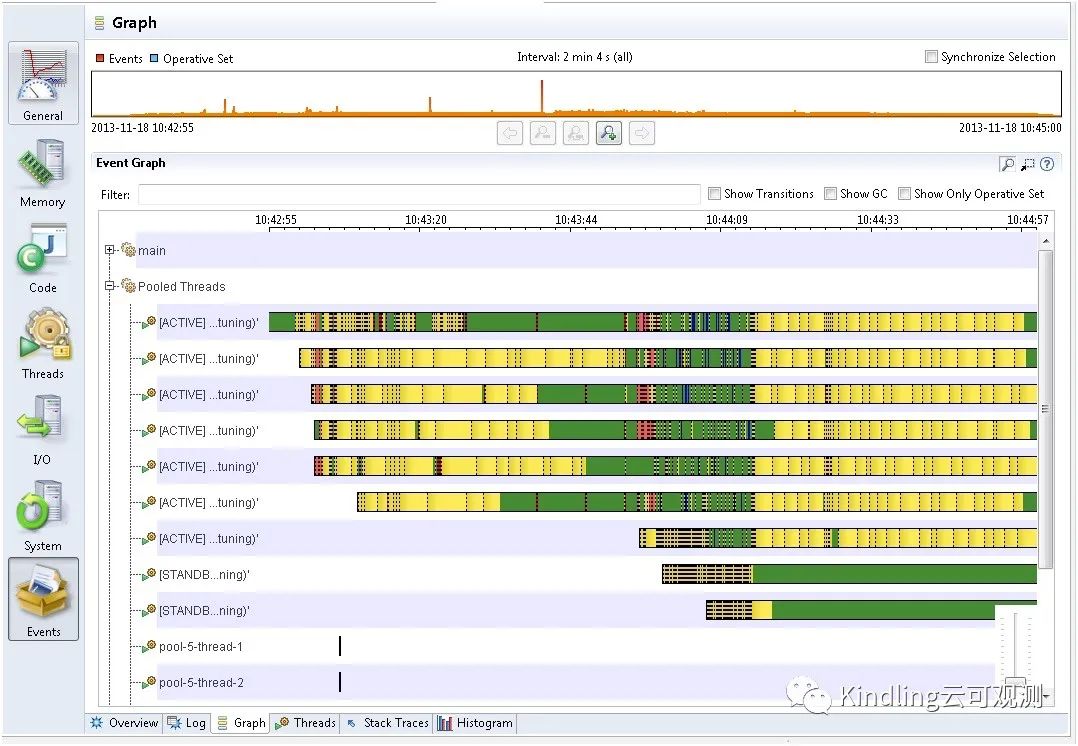 Graph
Events Operative Set Interval: 2 min 4 s (all) Synchronize Selection
2013-11-18 10:42:55 2013-11-18 10:45:00
General
Memory
Code
Threads
I/O
System
Events
Event Graph
Filter: Show Transitions Show GC Show Only Operative Set
10:42:55 10:43:20 10:43:44 10:44:09 10:44:33 10:44:57
main
Pooled Threads
[ACTIVE] ...tuning)'
[ACTIVE] ...tuning)'
[ACTIVE] ...tuning)'
[ACTIVE] ...tuning)'
[ACTIVE] ...tuning)'
[ACTIVE] ...tuning)'
[ACTIVE] ...tuning)'
[STANDB...ning)'
[STANDB...ning)'
pool-5-thread-1
pool-5-thread-2
Kindling云可观测
Overview Log Graph Threads Stack Traces Histogram